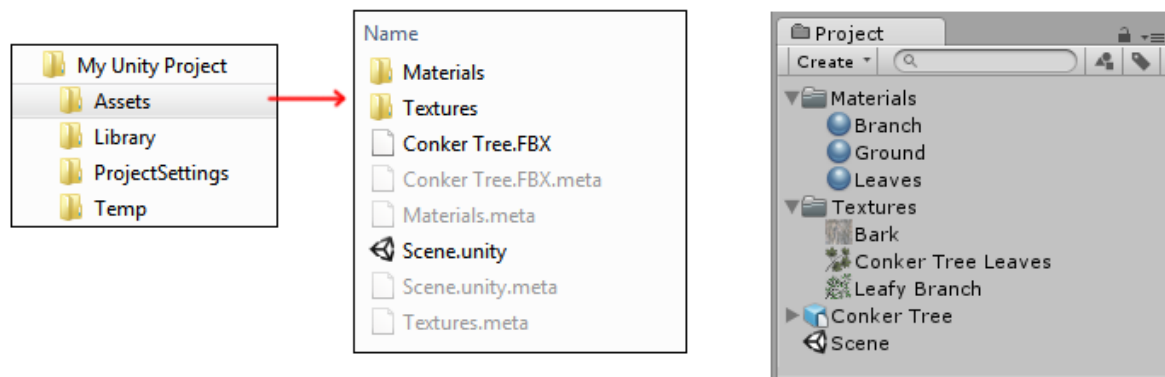 My Unity Project
Assets
Library
ProjectSettings
Temp
Name
Materials
Textures
Conker Tree.FBX
Conker Tree.FBX.meta
Materials.meta
Scene.unity
Scene.unity.meta
Textures.meta
Project
Create
Materials
Branch
Ground
Leaves
Textures
Bark
Conker Tree Leaves
Leafy Branch
Conker Tree
Scene